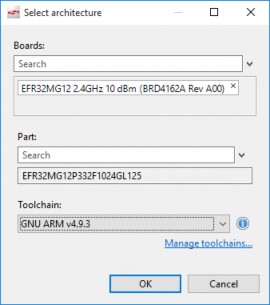 Select architecture
Boards:
Search
EFR32MG12 2.4GHz 10 dBm (BRD4162A Rev A00)
Part:
Search
EFR32MG12P332F1024GL125
Toolchain:
GNU ARM v4.9.3
Manage toolchains...
OK Cancel